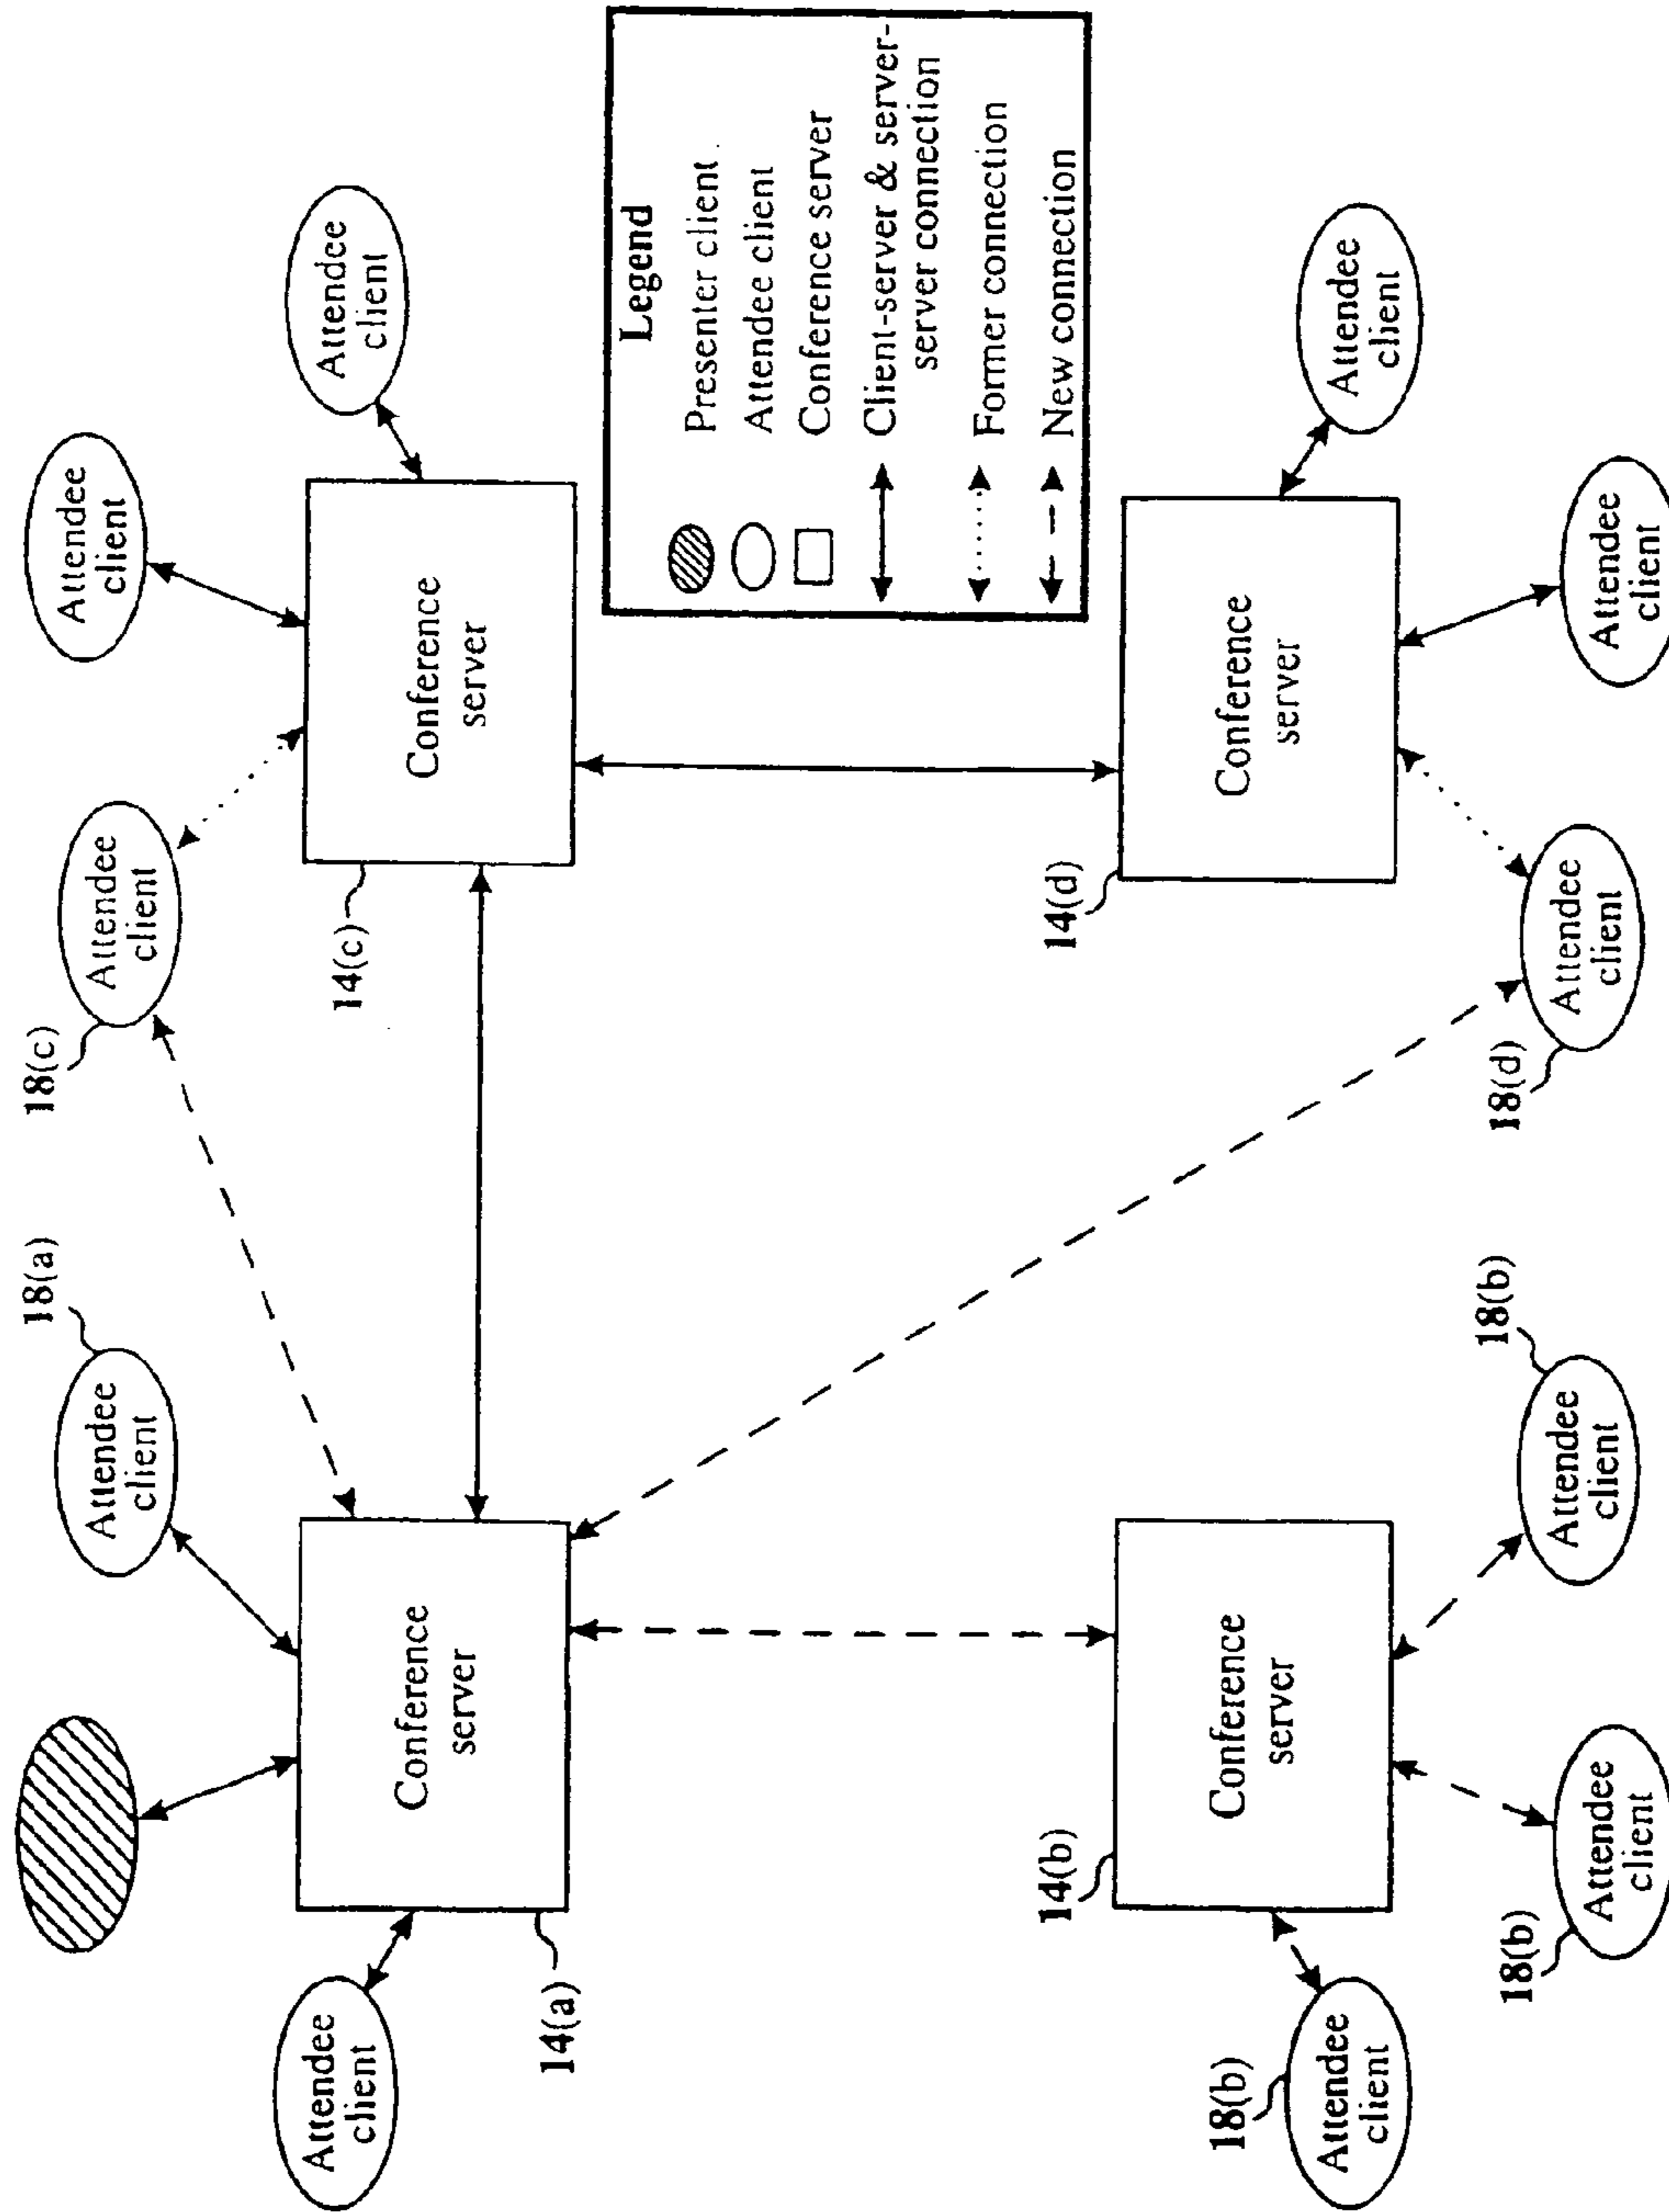 18(a)
18(c)
Attendee
client
Attendee
client
Attendee
client
Attendee
client
Conference
server
14(a)
14(c)
Conference
server
Attendee
client
Legend
Presenter client
Attendee client
Conference server
Client-server & server-
server connection
Former connection
New connection
14(b)
14(d)
18(b)
Attendee
client
Conference
server
Conference
server
Attendee
client
18(b)
18(b)
18(d)
Attendee
client
Attendee
client
Attendee
client
Attendee
client